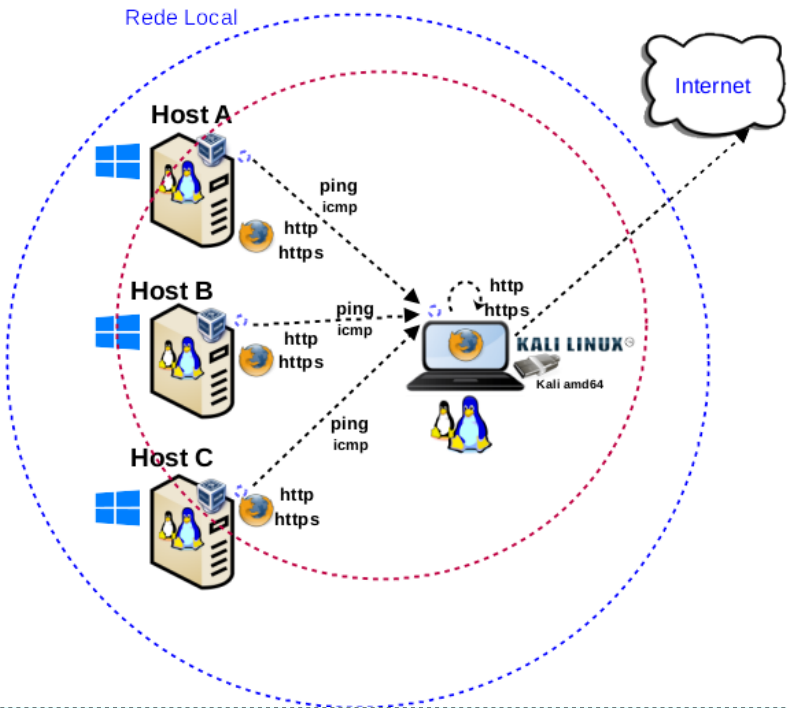 Rede Local
Internet
Host A
ping
icmp
http
https
Host B
ping
icmp
http
https
http
https
KALI LINUX
Kali amd64
ping
icmp
Host C
http
https